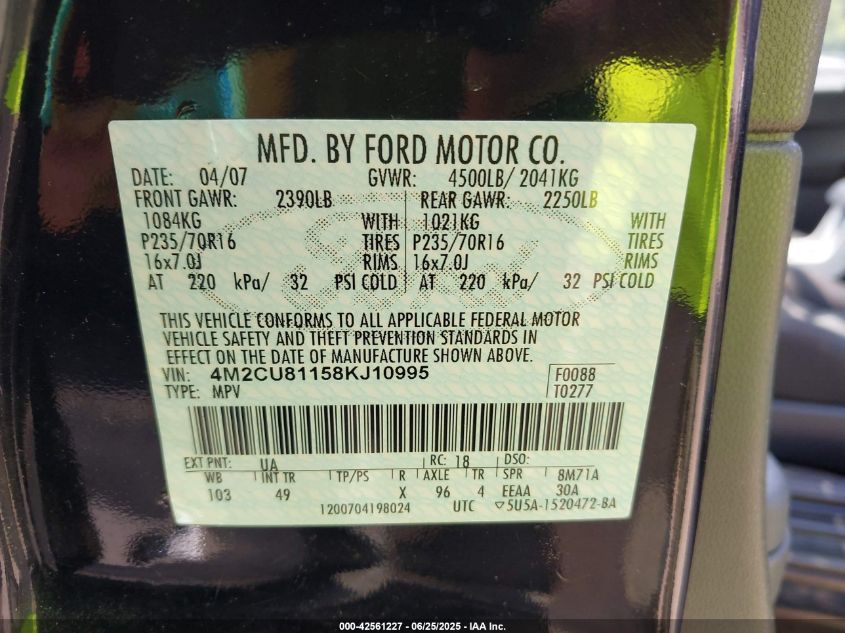 MFD. BY FORD MOTOR CO.
DATE: 04/07 GVWR: 4500LB/ 2041KG
FRONT GAWR: 2390LB REAR GAWR: 2250LB
1084KG WITH 1021KG WITH
P235/70R16 TIRES P235/70R16 TIRES
16x7.0J RIMS 16x7.0J RIMS
AT 220 kPa/ 32 PSI COLD AT 220 kPa/ 32 PSI COLD
THIS VEHICLE CONFORMS TO ALL APPLICABLE FEDERAL MOTOR
VEHICLE SAFETY AND THEFT PREVENTION STANDARDS IN
EFFECT ON THE DATE OF MANUFACTURE SHOWN ABOVE.
VIN: 4M2CU81158KJ10995 F0088
TYPE: MPV T0277
EXT PNT: UA RC: 18 DSO:
WB INT TR TP/PS R AXLE TR SPR 8M71A
103 49 X 96 4 EEAA 30A
1200704198024 UTC ▽5U5A-1520472-BA
000-42561227 - 06/25/2025 - IAA Inc.